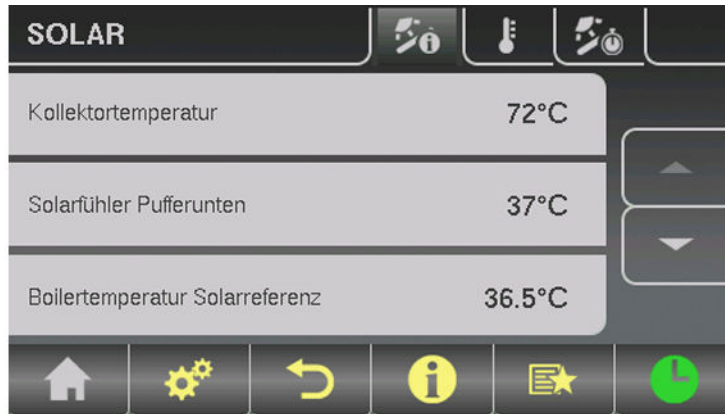 SOLAR
Kollektortemperatur 72°C
Solarfühler Pufferunten 37°C
Boilertemperatur Solarreferenz 36.5°C